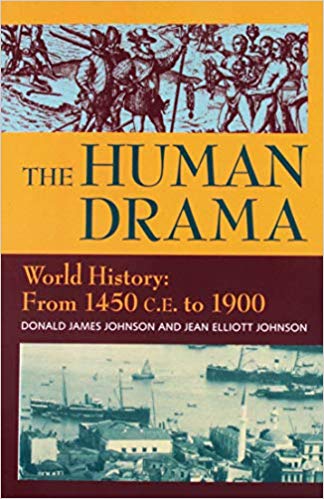 THE HUMAN
DRAMA
World History:
From 1450 C.E. to 1900
DONALD JAMES JOHNSON AND JEAN ELLIOTT JOHNSON